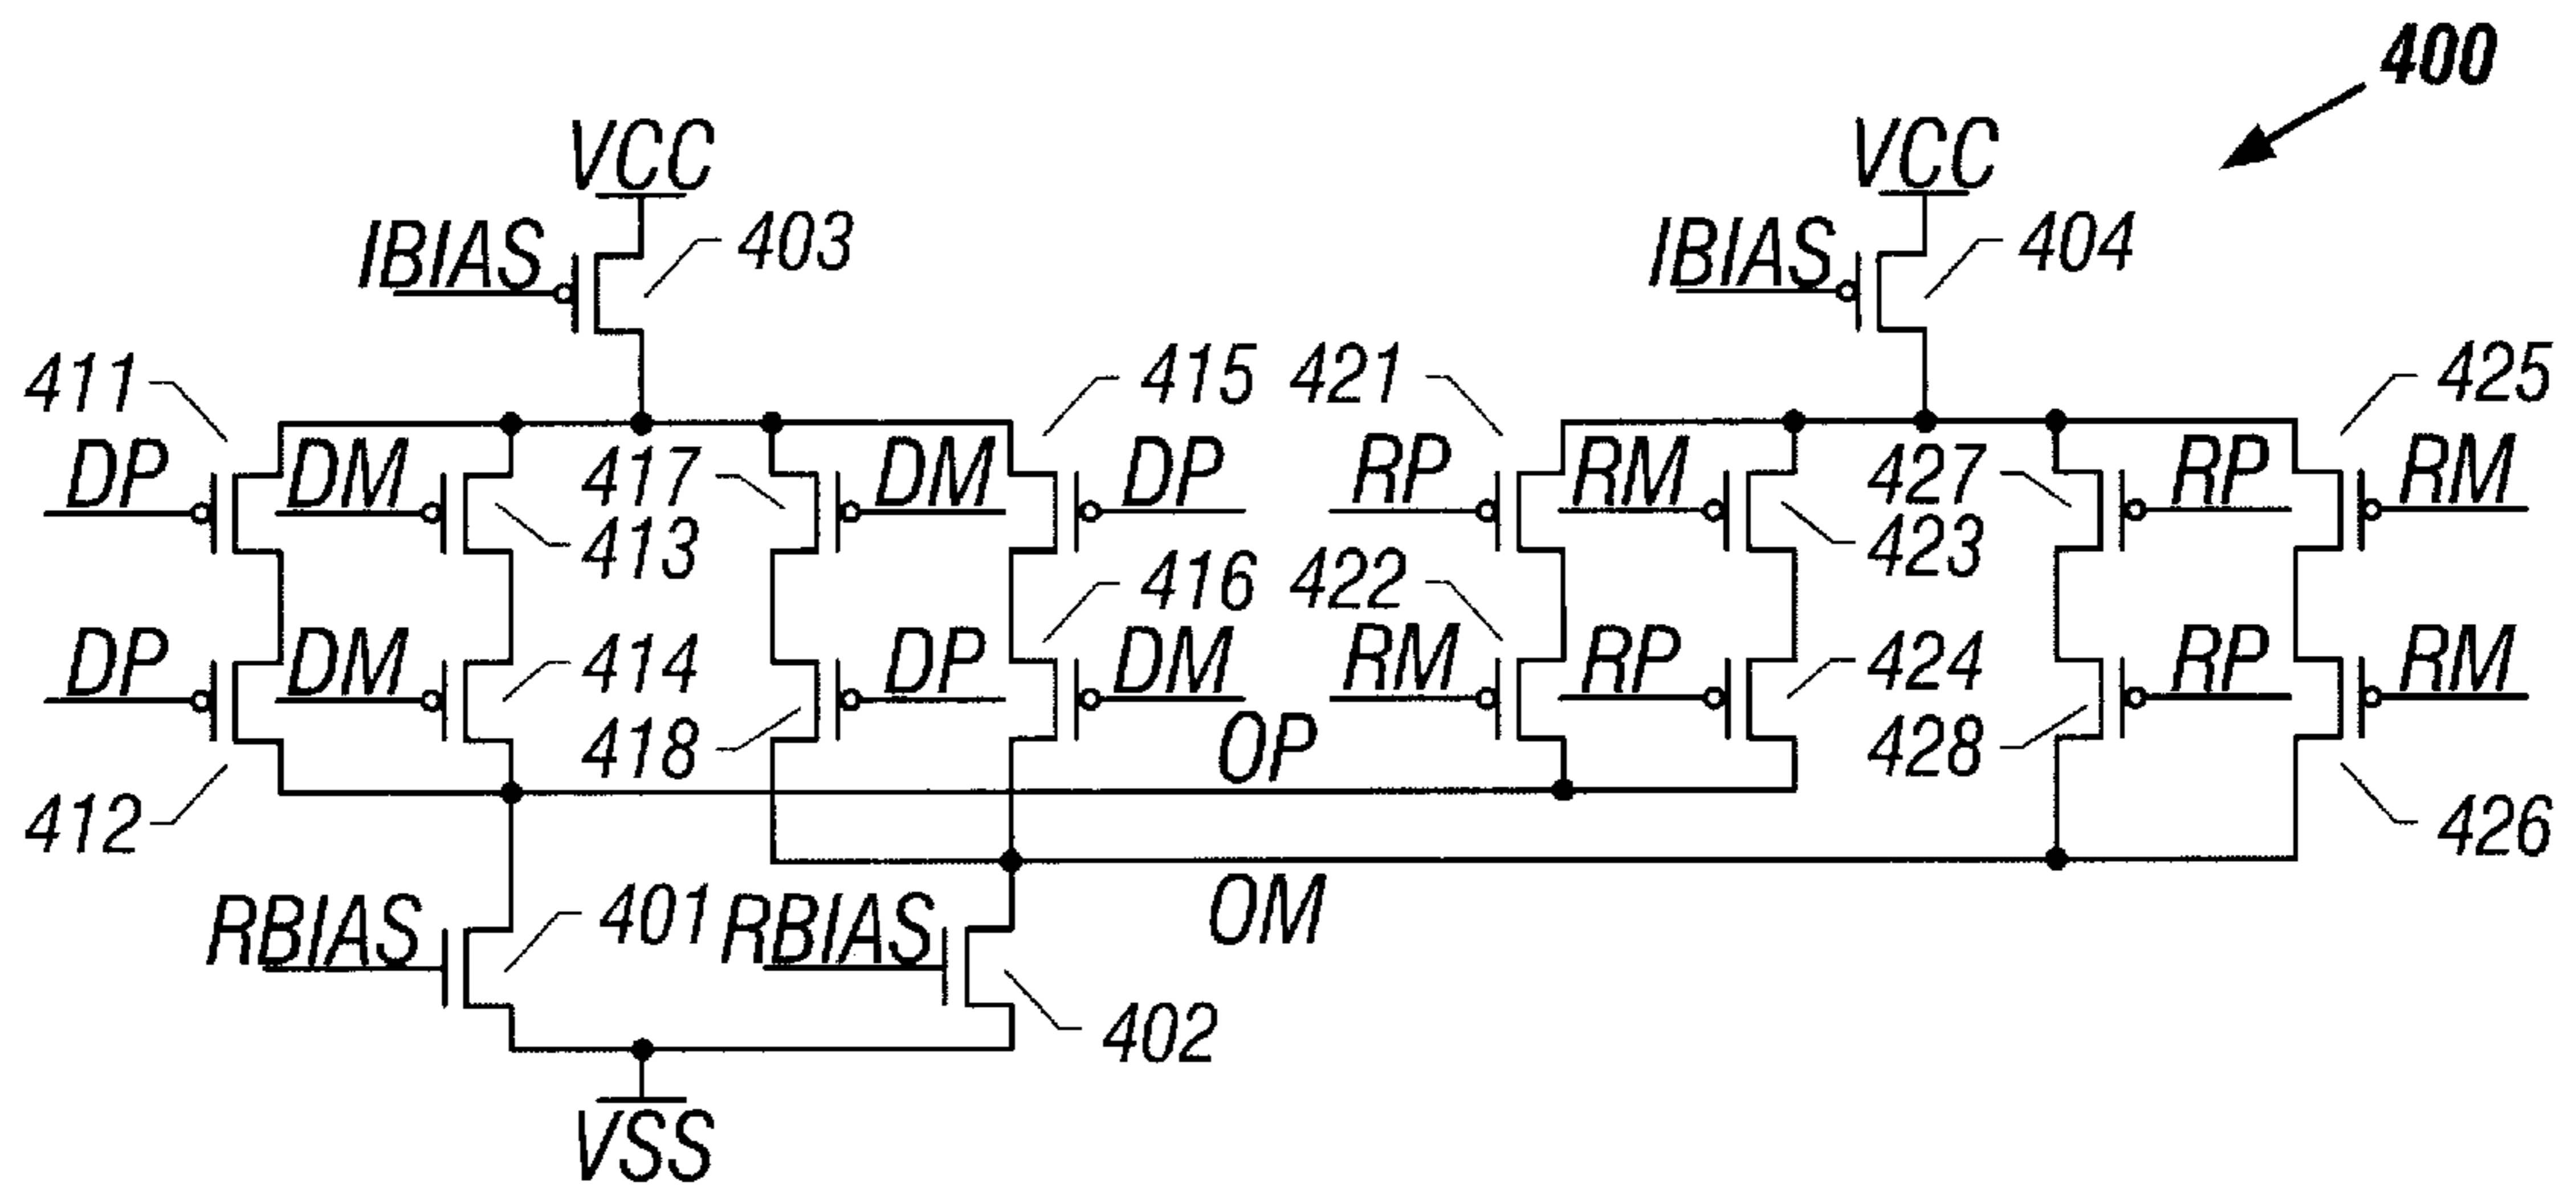 400
VCC VCC
IBIAS 403 IBIAS 404
411 415 421 425
DP DM 417 DM DP RP RM 427 RP RM
413 423
416 422
DP DM 414 DP DM RM RP 424 RP RM
418 OP 428
412 426
OM
RBIAS 401 RBIAS
402
VSS